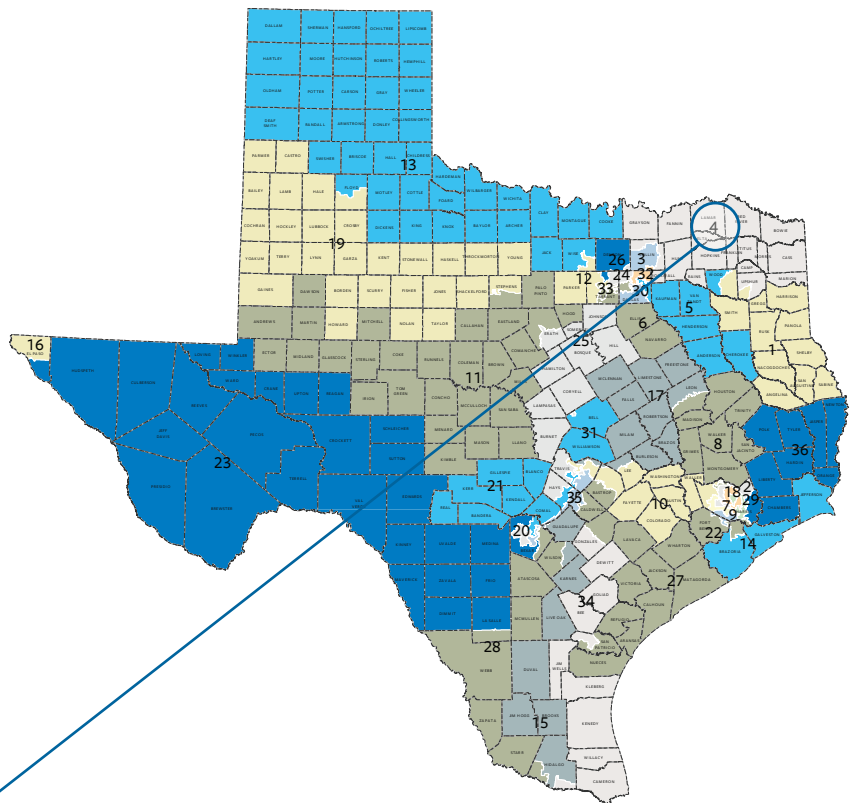 DALLAM SHERMAN HANSFORD OCHILTREE LIPSCOMB
HARTLEY MOORE HUTCHINSON ROBERTS HEMPHILL
OLDHAM POTTER CARSON GRAY WHEELER
DEAF SMITH RANDALL ARMSTRONG DONLEY COLLINGSWORTH
PARMER CASTRO SWISHER BRISCOE HALL CHILDRESS
13
HARDEMAN
BAILEY LAMB HALE FLOYD MOTLEY COTTLE FOARD WILBARGER WICHITA
CLAY MONTAGUE COOKE GRAYSON FANNIN LAMAR RED RIVER BOWIE
4
COCHRAN HOCKLEY LUBBOCK CROSBY DICKENS KING KNOX BAYLOR ARCHER
19
JACK WISE 26 3 HOPKINS TITUS MORRIS CASS
CAMP MARION
YOAKUM TERRY LYNN GARZA KENT STONEWALL HASKELL THROCKMORTON YOUNG
12 24 32 RAINS WOOD UPSHUR
33 30
GAINES DAWSON BORDEN SCURRY FISHER JONES SHACKELFORD STEPHENS PALO PINTO PARKER TARRANT DALLAS KAUFMAN VAN ZANDT SMITH GREGG HARRISON
5
ANDREWS MARTIN HOWARD MITCHELL NOLAN TAYLOR CALLAHAN EASTLAND ERATH HOOD SOMERVELL JOHNSON ELLIS NAVARRO HENDERSON RUSK PANOLA
6
16
EL PASO
HUDSPETH CULBERSON LOVING WINKLER ECTOR MIDLAND GLASSCOCK STERLING COKE RUNNELS COLEMAN BROWN COMANCHE HAMILTON BOSQUE HILL FREESTONE ANDERSON CHEROKEE SHELBY
25 1
NACOGDOCHES SAN AUGUSTINE SABINE
11
REEVES WARD CRANE UPTON REAGAN IRION TOM GREEN CONCHO MCCULLOCH SAN SABA LAMPASAS CORYELL MCLENNAN LIMESTONE LEON HOUSTON ANGELINA
17
FALLS TRINITY
JEFF DAVIS PECOS CROCKETT SCHLEICHER MENARD MASON LLANO BURNET BELL MILAM ROBERTSON BRAZOS MADISON WALKER SAN JACINTO POLK TYLER
23 31 8 36
SUTTON KIMBLE WILLIAMSON BURLESON GRIMES MONTGOMERY LIBERTY HARDIN
PRESIDIO BREWSTER TERRELL
GILLESPIE BLANCO TRAVIS HAYS LEE WASHINGTON WALLER
21 35 10 18 2
KERR KENDALL COMAL BASTROP FAYETTE AUSTIN 7 29 CHAMBERS JEFFERSON
9
REAL BANDERA CALDWELL COLORADO
20 22
KINNEY UVALDE MEDINA BEXAR GUADALUPE GONZALES LAVACA WHARTON FORT BEND BRAZORIA GALVESTON
14
WILSON DEWITT JACKSON MATAGORDA
27
MAVERICK ZAVALA FRIO ATASCOSA KARNES VICTORIA
34
GOLIAD CALHOUN
DIMMIT LA SALLE MCMULLEN LIVE OAK BEE REFUGIO
ARANSAS
SAN PATRICIO
28
WEBB DUVAL JIM WELLS NUECES
KLEBERG
ZAPATA JIM HOGG BROOKS KENEDY
15
STARR HIDALGO WILLACY
CAMERON